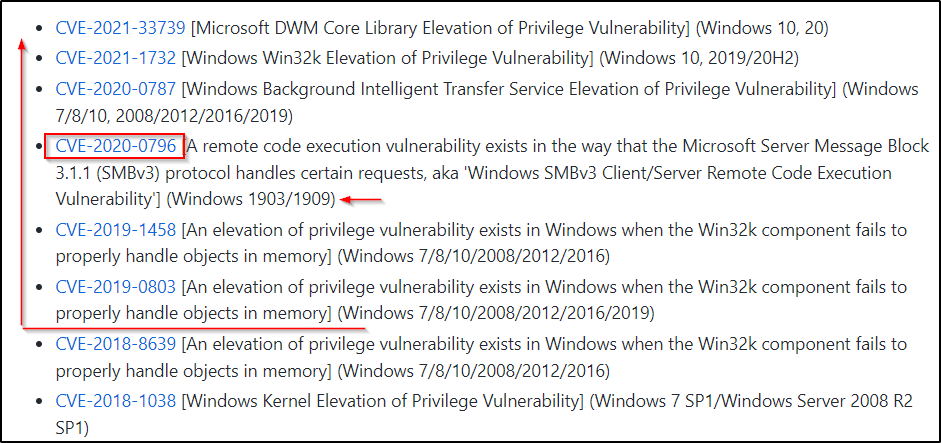 CVE-2021-33739 [Microsoft DWM Core Library Elevation of Privilege Vulnerability] (Windows 10, 20)
CVE-2021-1732 [Windows Win32k Elevation of Privilege Vulnerability] (Windows 10, 2019/20H2)
CVE-2020-0787 [Windows Background Intelligent Transfer Service Elevation of Privilege Vulnerability] (Windows
7/8/10, 2008/2012/2016/2019)
CVE-2020-0796 [A remote code execution vulnerability exists in the way that the Microsoft Server Message Block
3.1.1 (SMBv3) protocol handles certain requests, aka 'Windows SMBv3 Client/Server Remote Code Execution
Vulnerability'] (Windows 1903/1909)
CVE-2019-1458 [An elevation of privilege vulnerability exists in Windows when the Win32k component fails to
properly handle objects in memory] (Windows 7/8/10/2008/2012/2016)
CVE-2019-0803 [An elevation of privilege vulnerability exists in Windows when the Win32k component fails to
properly handle objects in memory] (Windows 7/8/10/2008/2012/2016/2019)
CVE-2018-8639 [An elevation of privilege vulnerability exists in Windows when the Win32k component fails to
properly handle objects in memory] (Windows 7/8/10/2008/2012/2016)
CVE-2018-1038 [Windows Kernel Elevation of Privilege Vulnerability] (Windows 7 SP1/Windows Server 2008 R2
SP1)